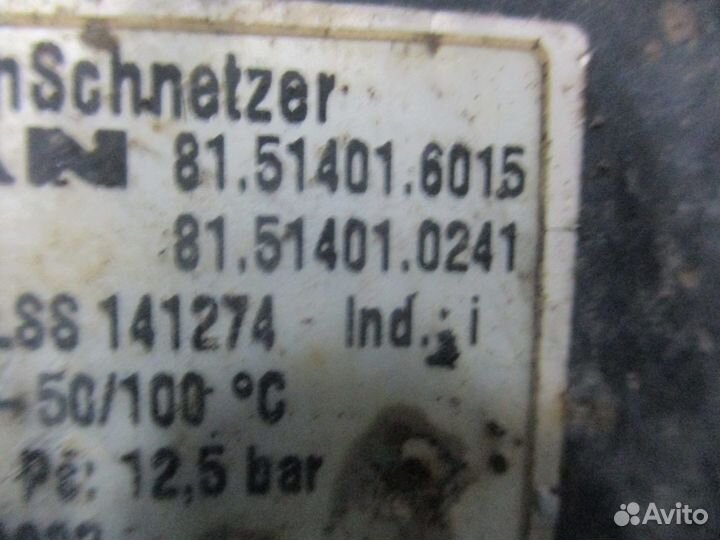 nSchnetzer
AN 81.51401.6015
81.51401.0241
LSS 141274 Ind.: i
- 50/100 °C
Pe: 12,5 bar
Avito